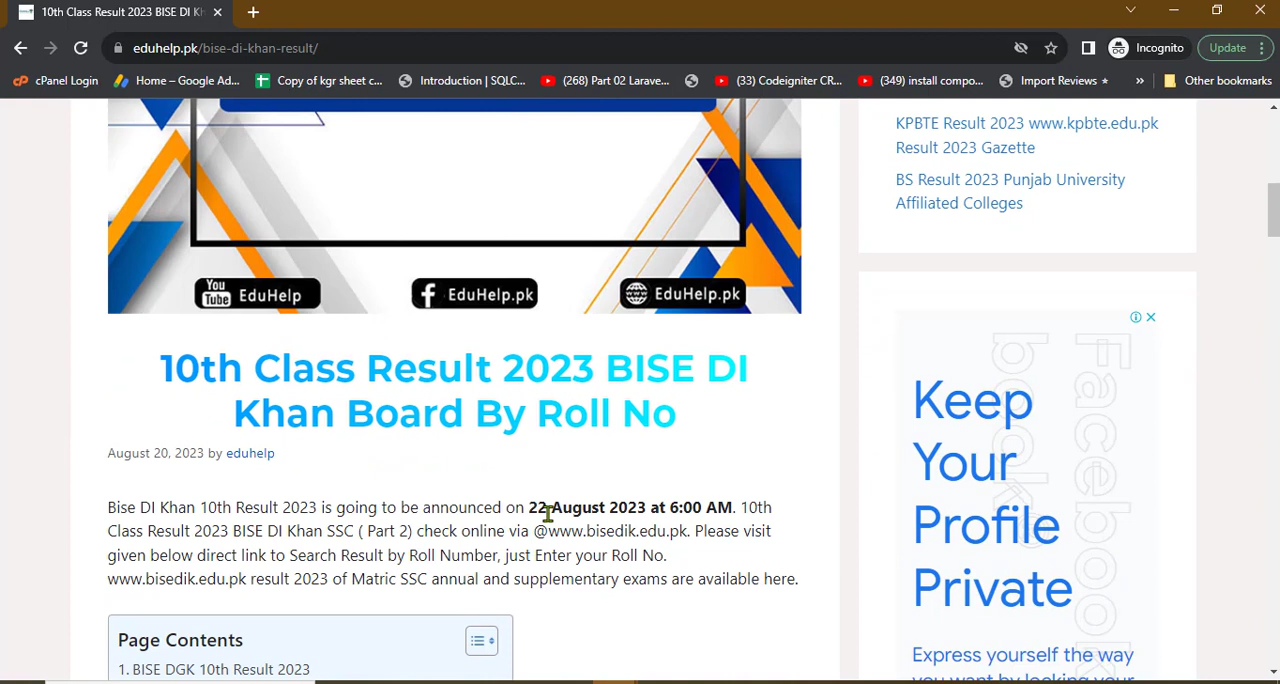 10th Class Result 2023 BISE DI Kh
eduhelp.pk/bise-di-khan-result/
Incognito
Update
cPanel Login
Home – Google Ad...
Copy of kgr sheet c...
Introduction | SQLC...
(268) Part 02 Larave...
(33) Codeigniter CR...
(349) install compo...
Import Reviews
»
Other bookmarks
You Tube EduHelp
EduHelp.pk
EduHelp.pk
10th Class Result 2023 BISE DI
Khan Board By Roll No
August 20, 2023 by eduhelp
Bise DI Khan 10th Result 2023 is going to be announced on 22 August 2023 at 6:00 AM. 10th
Class Result 2023 BISE DI Khan SSC ( Part 2) check online via @www.bisedik.edu.pk. Please visit
given below direct link to Search Result by Roll Number, just Enter your Roll No.
www.bisedik.edu.pk result 2023 of Matric SSC annual and supplementary exams are available here.
Page Contents
1. BISE DGK 10th Result 2023
KPBTE Result 2023 www.kpbte.edu.pk
Result 2023 Gazette
BS Result 2023 Punjab University
Affiliated Colleges
Facebook
Keep
Your
Profile
Private
Express yourself the way
you want by locking your